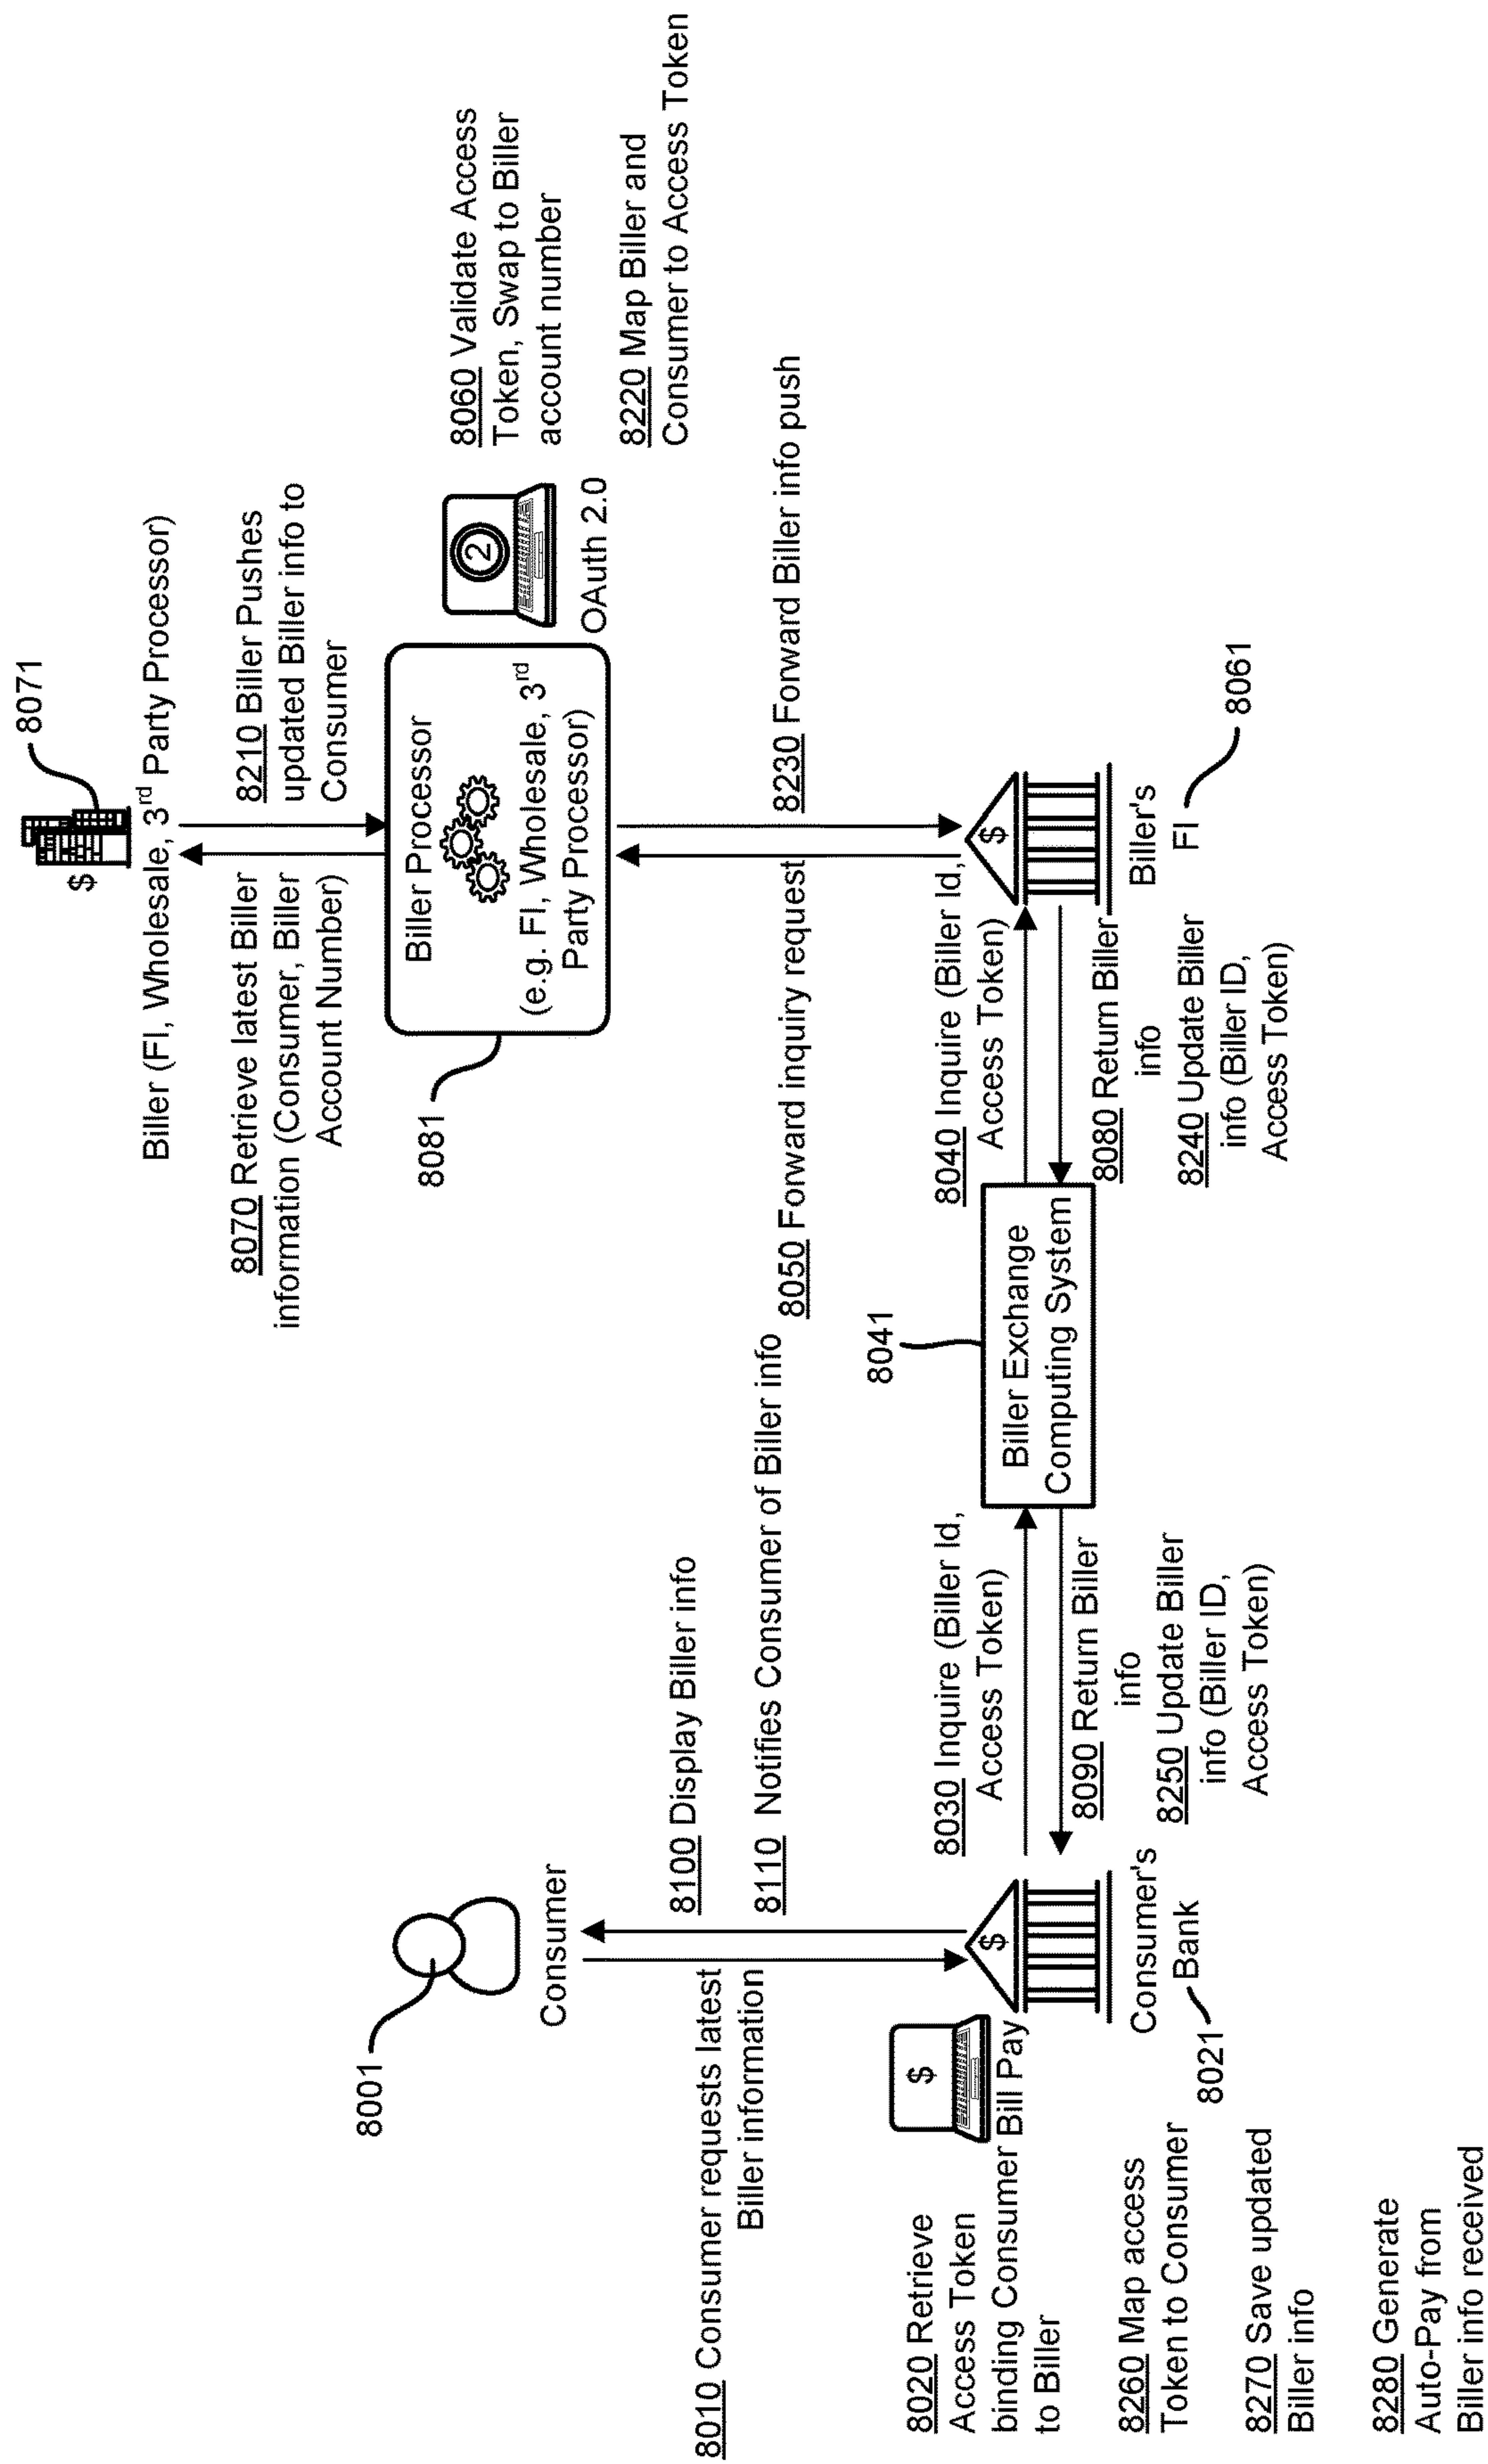 8071
$
Biller (FI, Wholesale, 3rd Party Processor)
8070 Retrieve latest Biller
information (Consumer, Biller
Account Number)
8210 Biller Pushes
updated Biller info to
Consumer
8081
Biller Processor
(e.g. FI, Wholesale, 3rd
Party Processor)
2
OAuth 2.0
8060 Validate Access
Token, Swap to Biller
account number
8220 Map Biller and
Consumer to Access Token
8001
Consumer
8010 Consumer requests latest
Biller information
8100 Display Biller info
8110 Notifies Consumer of Biller info
8050 Forward inquiry request
8230 Forward Biller info push
$
Bill Pay
$
Consumer's
Bank
8021
8020 Retrieve
Access Token
binding Consumer
to Biller
8260 Map access
Token to Consumer
8270 Save updated
Biller info
8280 Generate
Auto-Pay from
Biller info received
8030 Inquire (Biller Id,
Access Token)
8090 Return Biller
info
8250 Update Biller
info (Biller ID,
Access Token)
8041
Biller Exchange
Computing System
8040 Inquire (Biller Id,
Access Token)
8080 Return Biller
info
8240 Update Biller
info (Biller ID,
Access Token)
$
Biller's
FI
8061